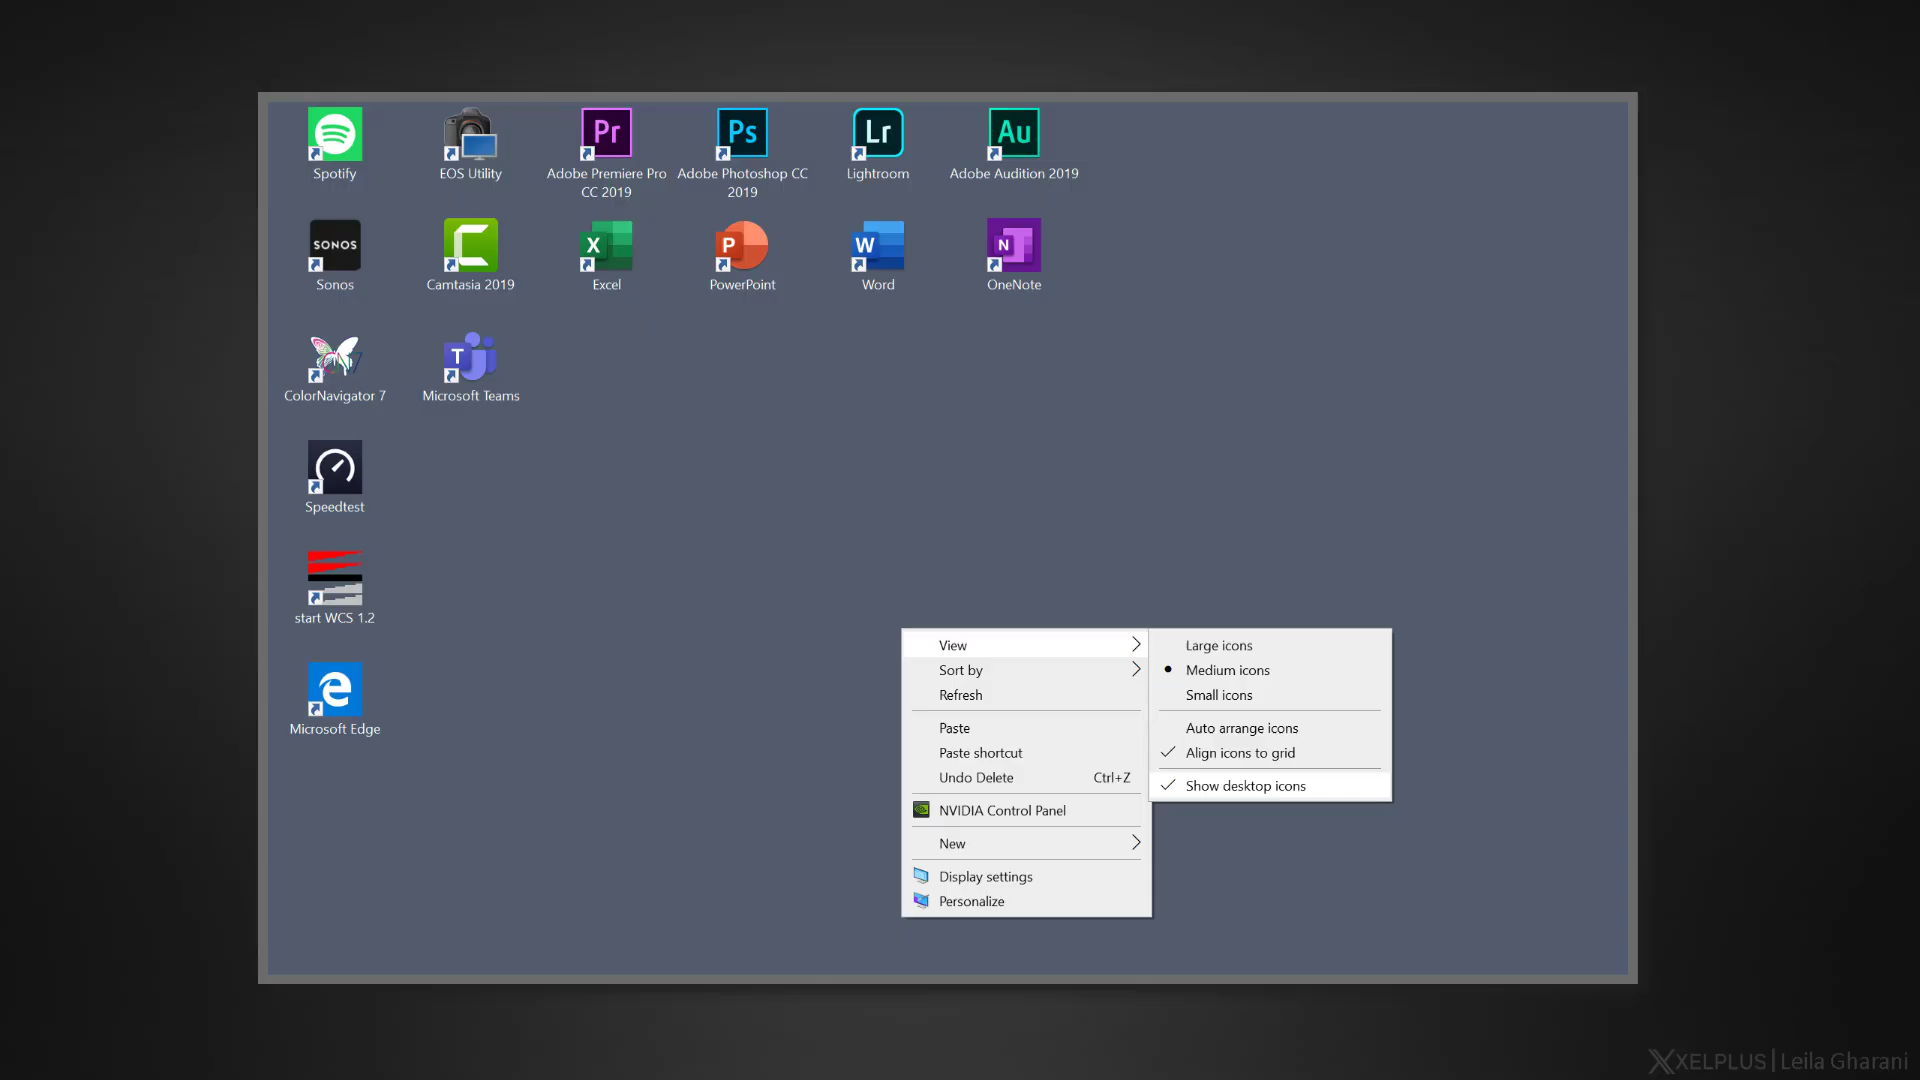 Pr
Ps
Lr
Au
Spotify
EOS Utility
Adobe Premiere Pro
CC 2019
Adobe Photoshop CC
2019
Lightroom
Adobe Audition 2019
SONOS
X
P
W
N
Sonos
Camtasia 2019
Excel
PowerPoint
Word
OneNote
T
ColorNavigator 7
Microsoft Teams
Speedtest
start WCS 1.2
Microsoft Edge
View
Sort by
Refresh
Paste
Paste shortcut
Undo Delete Ctrl+Z
NVIDIA Control Panel
New
Display settings
Personalize
Large icons
Medium icons
Small icons
Auto arrange icons
Align icons to grid
Show desktop icons
XELPLUS | Leila Gharani